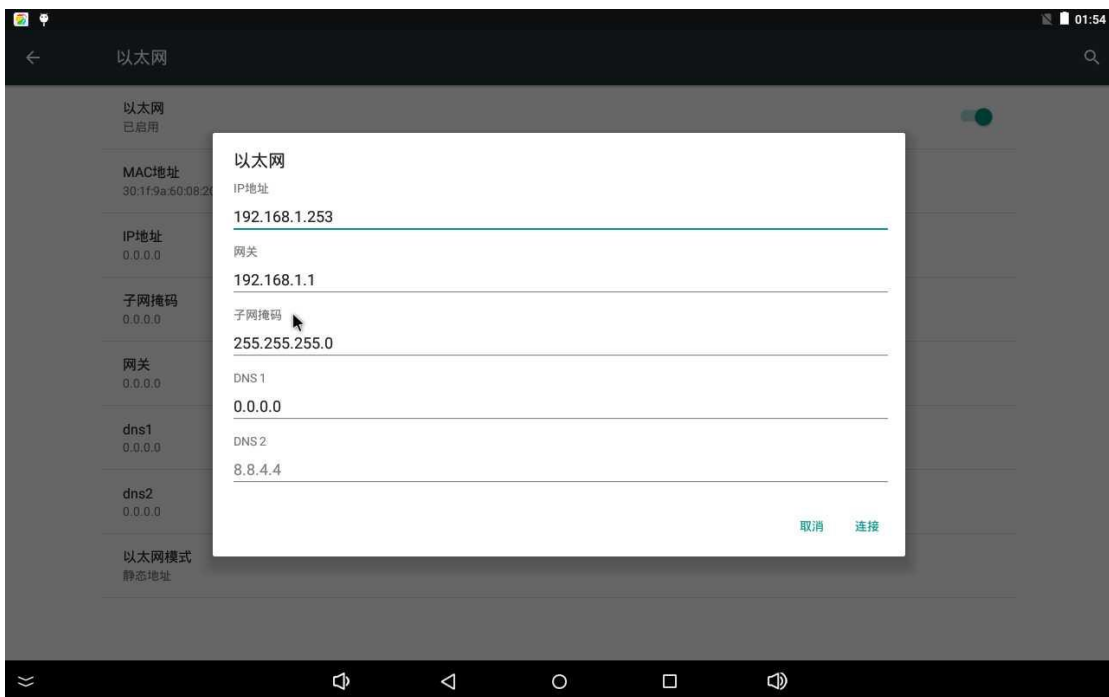 01:54
以太网
以太网
已启用
MAC地址
30:1f:9a:60:08:20
IP地址
0.0.0.0
子网掩码
0.0.0.0
网关
0.0.0.0
dns1
0.0.0.0
dns2
0.0.0.0
以太网模式
静态地址
以太网
IP地址
192.168.1.253
网关
192.168.1.1
子网掩码
255.255.255.0
DNS 1
0.0.0.0
DNS 2
8.8.4.4
取消 连接